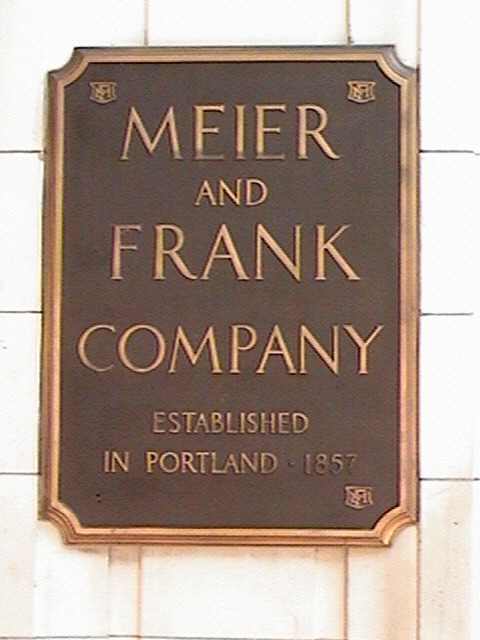 MEIER
AND
FRANK
COMPANY
ESTABLISHED
IN PORTLAND · 1857